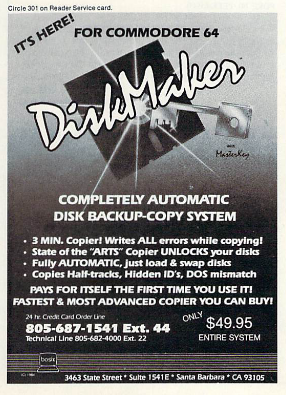 Circle 301 on Reader Service card.
IT'S HERE!
FOR COMMODORE 64
DiskMaker
with
MasterKey
COMPLETELY AUTOMATIC
DISK BACKUP-COPY SYSTEM
• 3 MIN. Copier! Writes ALL errors while copying!
• State of the "ARTS" Copier UNLOCKS your disks
• Fully AUTOMATIC, just load & swap disks
• Copies Half-tracks, Hidden ID's, DOS mismatch
PAYS FOR ITSELF THE FIRST TIME YOU USE IT!
FASTEST & MOST ADVANCED COPIER YOU CAN BUY!
24 hr. Credit Card Order Line
805-687-1541 Ext. 44
Technical Line 805-682-4000 Ext. 22
ONLY $49.95
ENTIRE SYSTEM
basix
3463 State Street * Suite 1541E * Santa Barbara * CA 93105